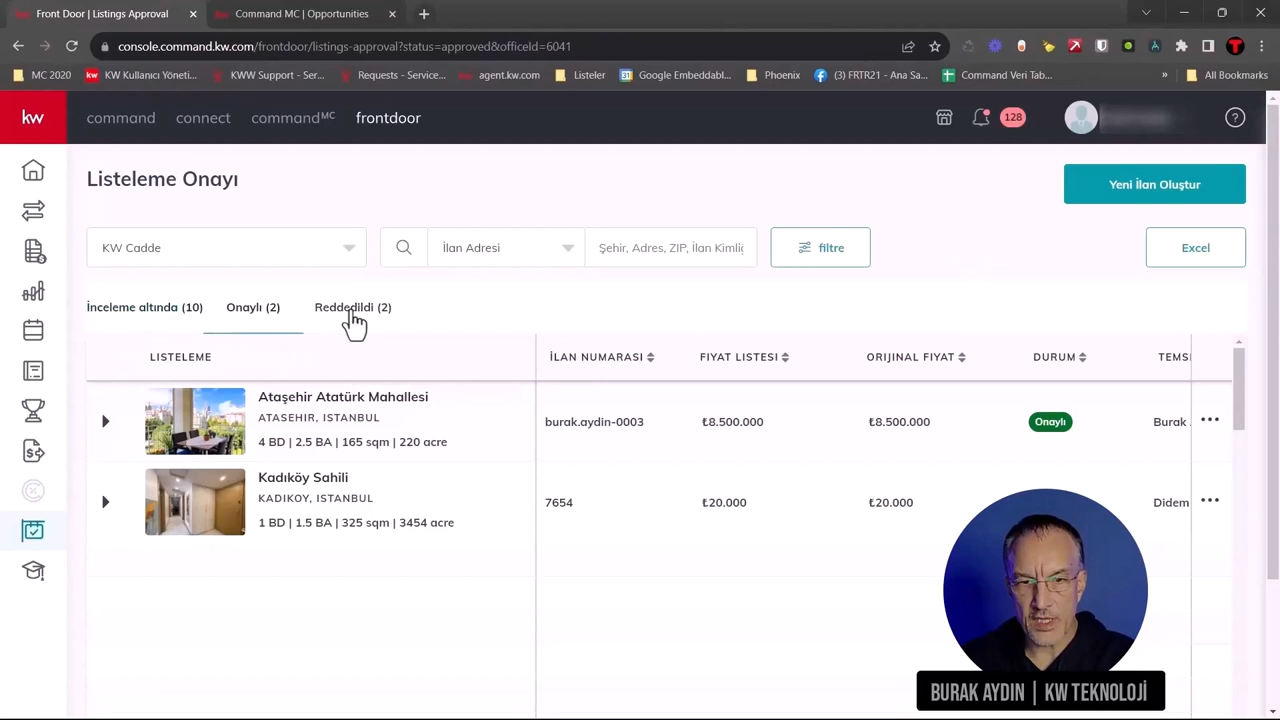 Front Door | Listings Approval
Command MC | Opportunities
console.command.kw.com/fre
=approved&officeId=6041
MC 2020
KW Kullanıcı Yöneti...
KWW Support - Ser...
Requests - Service...
agent.kw.com
Listeler
Google Embeddabl...
Phoenix
(3) FRTR21 - Ana Sa...
Command Veri Tab...
»
All Bookmarks
kw
command
connect
MC
frontdoor
128
Listeleme Onayı
Yeni İlan Oluştur
KW Cadde
İlan Adresi
Şehir, Adres, ZIP, İlan Kimliğ
filtre
Excel
İnceleme altında (10)
Onaylı (2)
Reddedildi (2)
LISTELEME
İLAN NUMARASI
FIYAT LISTESI
ORIJINAL FIYAT
DURUM
TEMSI
Ataşehir Atatürk Mahallesi
ATASEHIR, ISTANBUL
4 BD | 2.5 BA | 165 sqm | 220 acre
burak.aydin-0003
₺8.500.000
₺8.500.000
Onaylı
Burak
Kadıköy Sahili
KADIKOY, ISTANBUL
1 BD | 1.5 BA | 325 sqm | 3454 acre
7654
₺20.000
₺20.000
Didem
BURAK AYDIN | KW TEKNOLOJİ